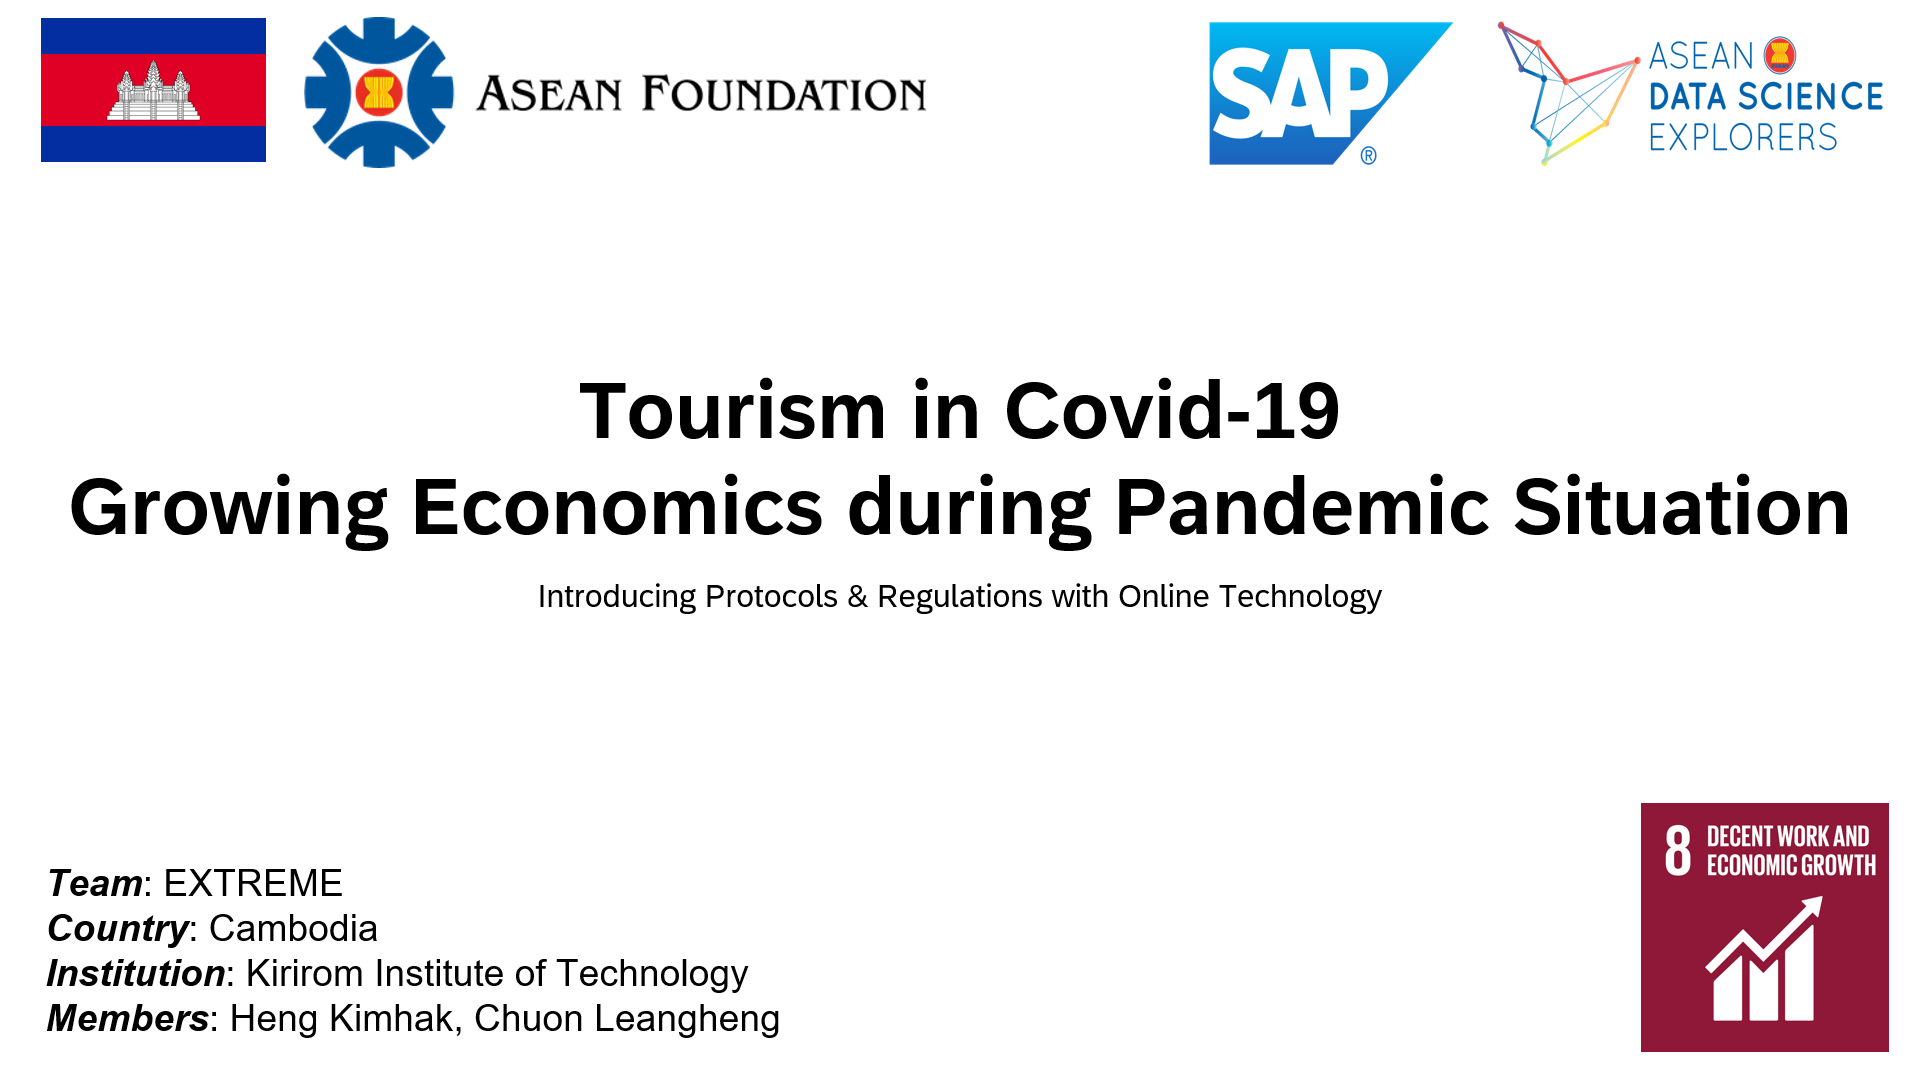 ASEAN FOUNDATION
SAP
®
ASEAN
DATA SCIENCE
EXPLORERS
Tourism in Covid-19
Growing Economics during Pandemic Situation
Introducing Protocols & Regulations with Online Technology
Team: EXTREME
Country: Cambodia
Institution: Kirirom Institute of Technology
Members: Heng Kimhak, Chuon Leangheng
8 DECENT WORK AND
ECONOMIC GROWTH